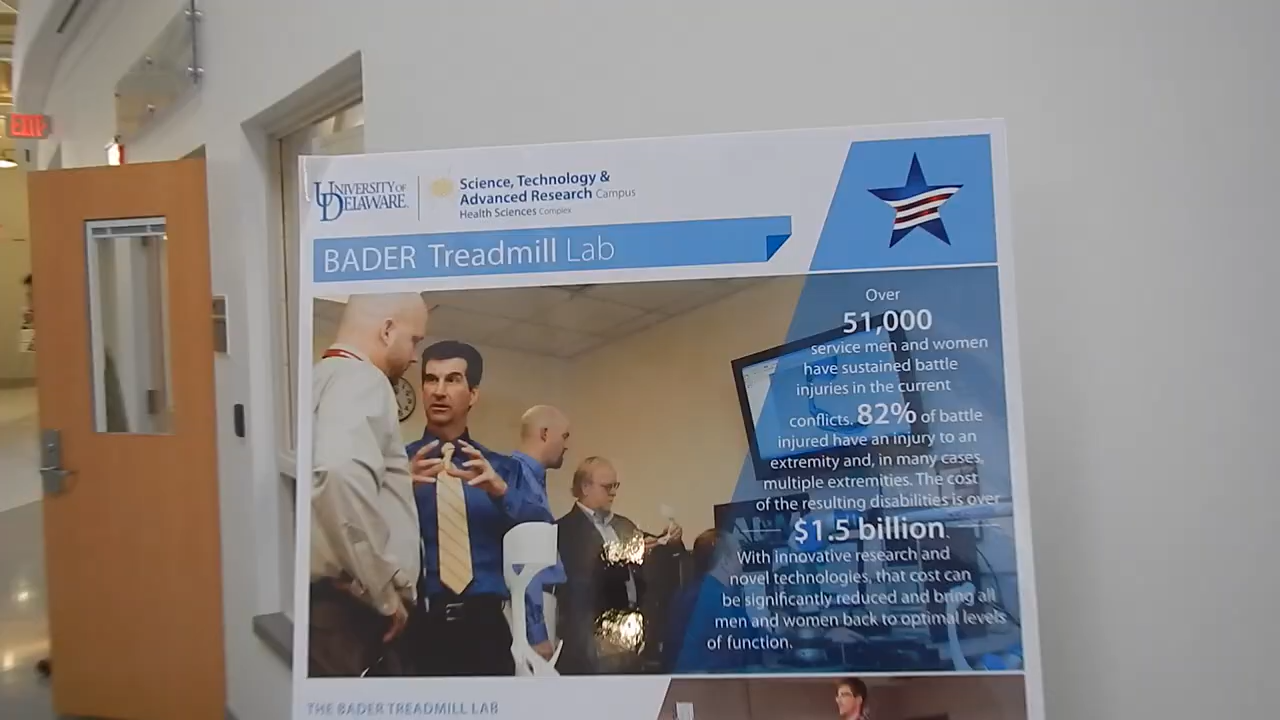 EXIT
UNIVERSITY OF
DELAWARE.
Science, Technology &
Advanced Research Campus
Health Sciences Complex
BADER Treadmill Lab
Over
51,000
service men and women
have sustained battle
injuries in the current
conflicts. 82% of battle
injured have an injury to an
extremity and, in many cases,
multiple extremities. The cost
of the resulting disabilities is over
$1.5 billion.
With innovative research and
novel technologies, that cost can
be significantly reduced and bring all
men and women back to optimal levels
of function.
THE BADER TREADMILL LAB